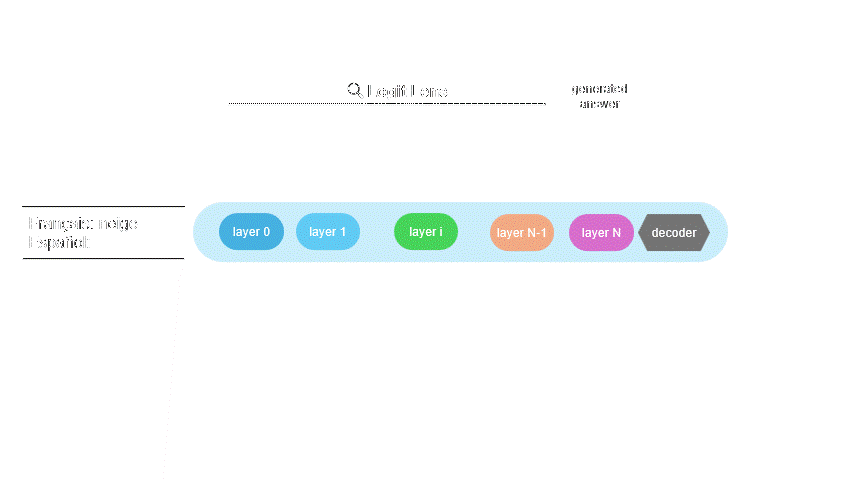 Logit Lens
generated
answer
Français: neige
Español:
layer 0
layer 1
layer i
layer N-1
layer N
decoder